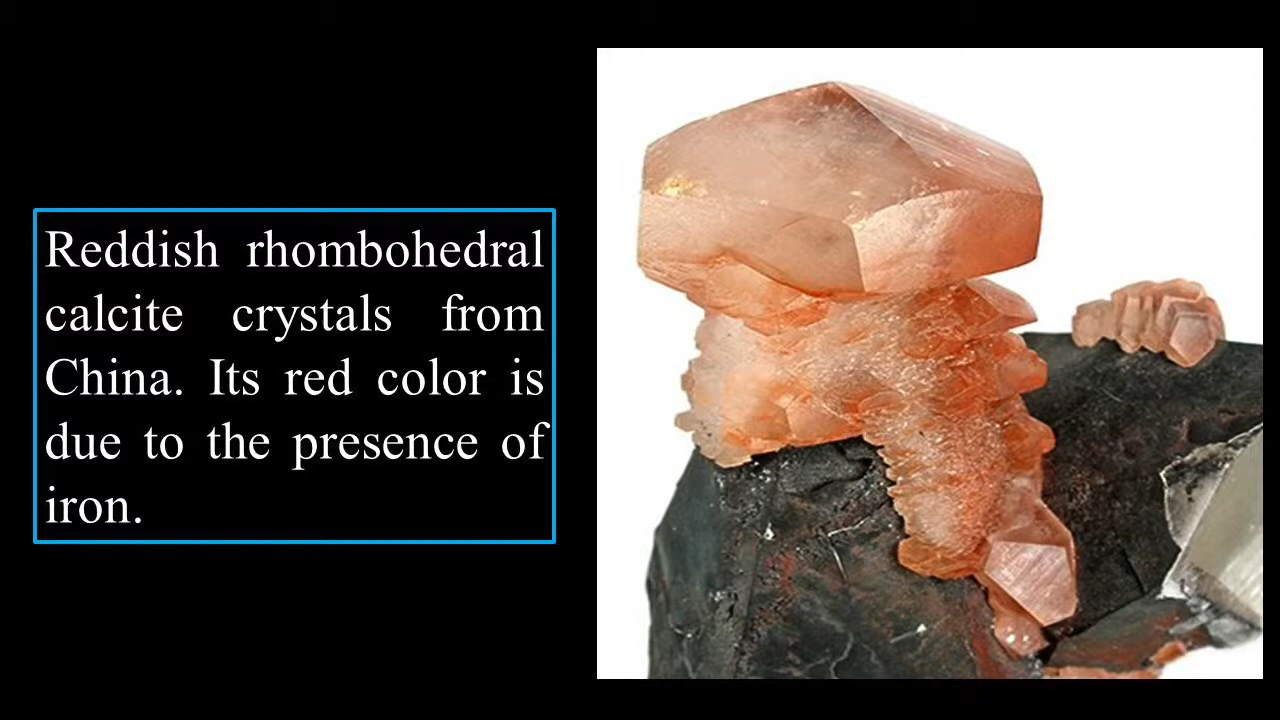 Reddish rhombohedral
calcite crystals from
China. Its red color is
due to the presence of
iron.